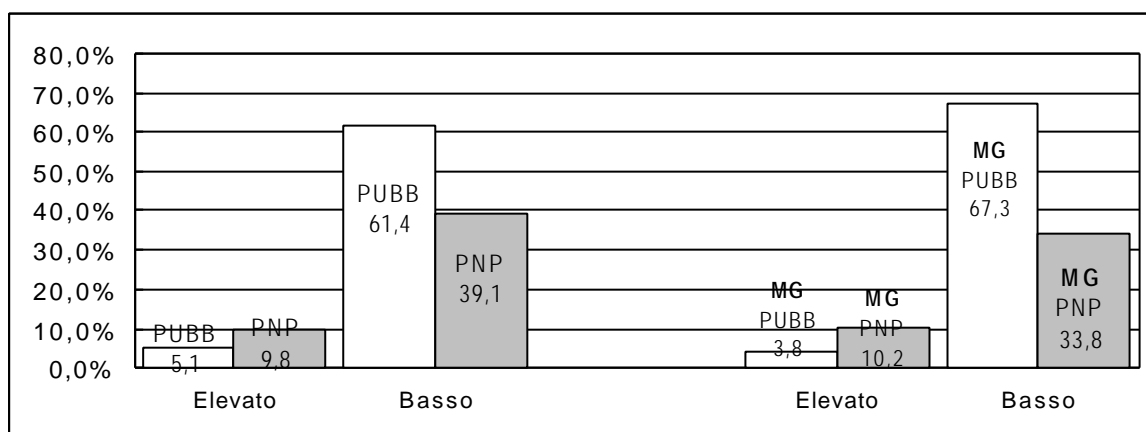 80,0%
70,0%
60,0%
50,0%
40,0%
30,0%
20,0%
10,0%
0,0%
PUBB
5,1
PNP
9,8
PUBB
61,4
PNP
39,1
MG
PUBB
3,8
MG
PNP
10,2
MG
PUBB
67,3
MG
PNP
33,8
Elevato Basso Elevato Basso